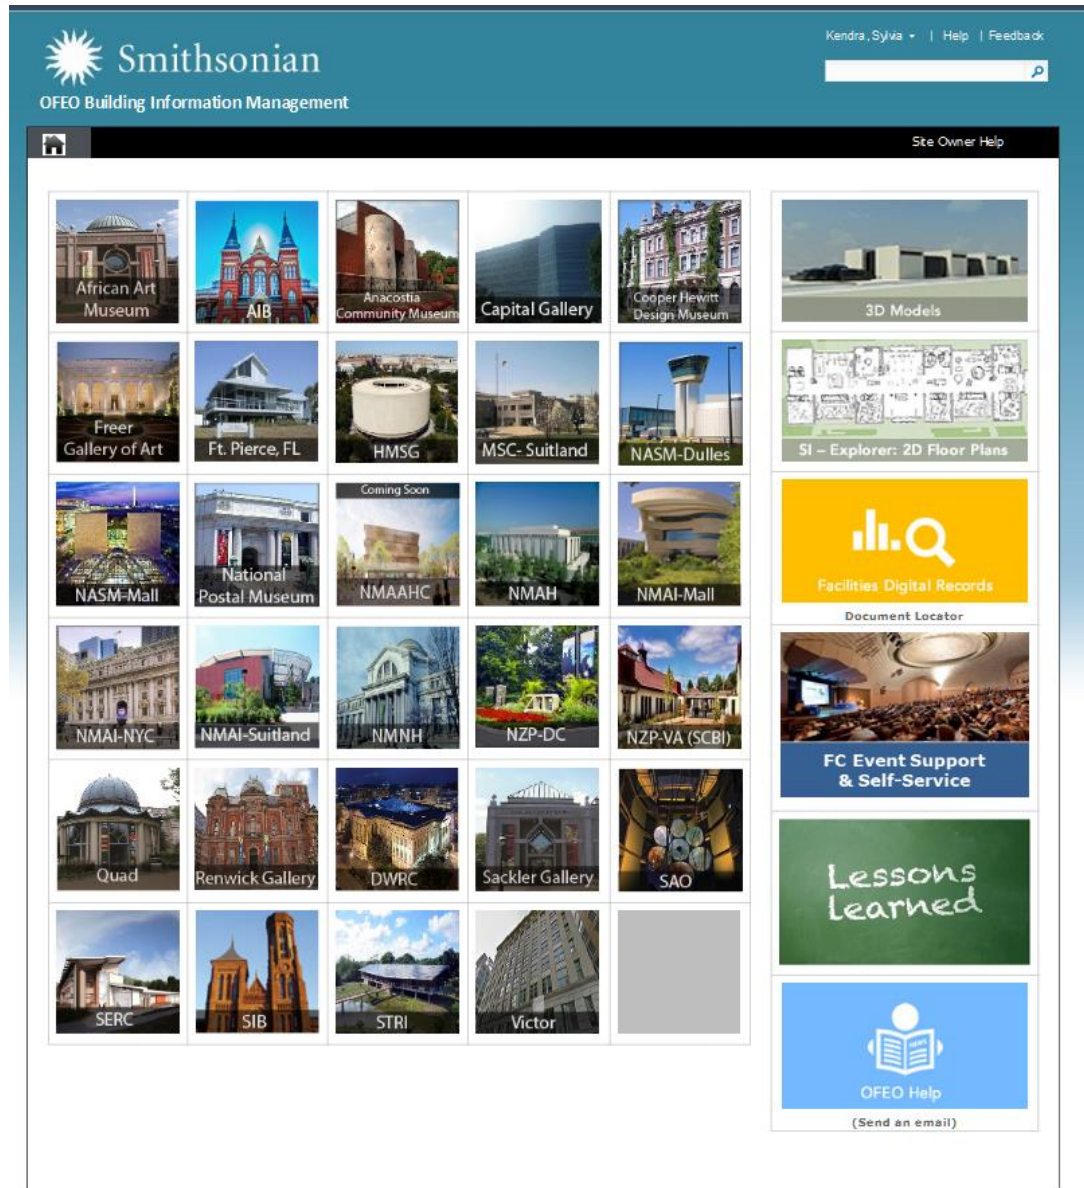 Kendra, Sylvia | Help | Feedback
Smithsonian
OFEO Building Information Management
Site Owner Help
African Art
Museum
AIB
Anacostia
Community Museum
Capital Gallery
Cooper Hewitt
Design Museum
3D Models
Freer
Gallery of Art
Ft. Pierce, FL
HMSG
MSC- Suitland
NASM-Dulles
SI – Explorer: 2D Floor Plans
NASM-Mall
National
Postal Museum
Coming Soon
NMAAHC
NMAH
NMAI-Mall
Facilities Digital Records
Document Locator
NMAI-NYC
NMAI-Suitland
NMNH
NZP-DC
NZP-VA (SCBI)
FC Event Support
& Self-Service
Quad
Renwick Gallery
DWRC
Sackler Gallery
SAO
Lessons
Learned
SERC
SIB
STRI
Victor
NEWS
OFEO Help
(Send an email)